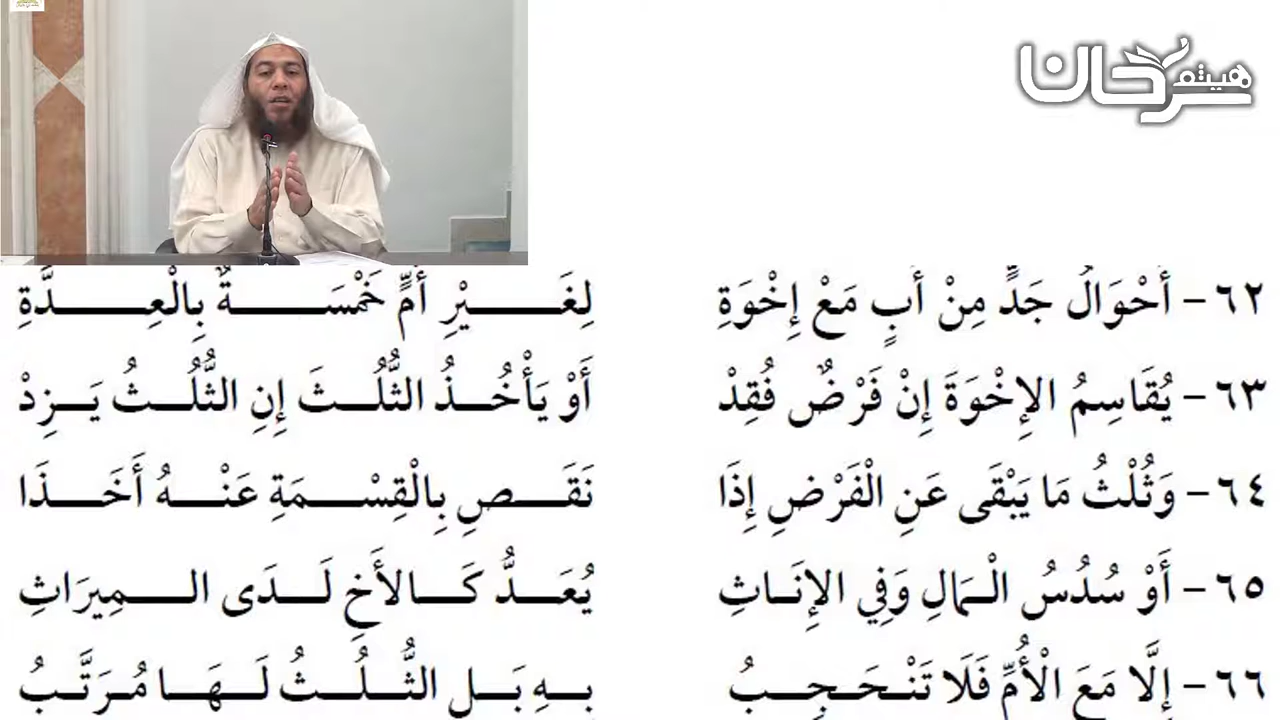 هيثم سرحان
٦٢ - أَحْوَالُ جَدٍّ مِنْ أَبٍ مَعْ إِخْوَةِ لِغَيْرِ أُمٍّ خَمْسَةٌ بِالْعِدَّةِ
٦٣ - يُقَاسِمُ الإِخْوَةَ إِنْ فَرْضٌ فُقِدْ أَوْ يَأْخُذُ الثُّلُثَ إِنِ الثُّلُثُ يَزِدْ
٦٤ - وَثُلْثُ مَا يَبْقَى عَنِ الْفَرْضِ إِذَا نَقَصِ بِالْقِسْمَةِ عَنْهُ أَخَذَا
٦٥ - أَوْ سُدُسُ الْمَالِ وَفِي الإِنَاثِ يُعَدُّ كَالأَخِ لَدَى المِيرَاثِ
٦٦ - إِلَّا مَعَ الْأُمِّ فَلَا تَنْحَجِبُ بِهِ بَلِ الثُّلُثُ لَهَا مُرَتَّبُ